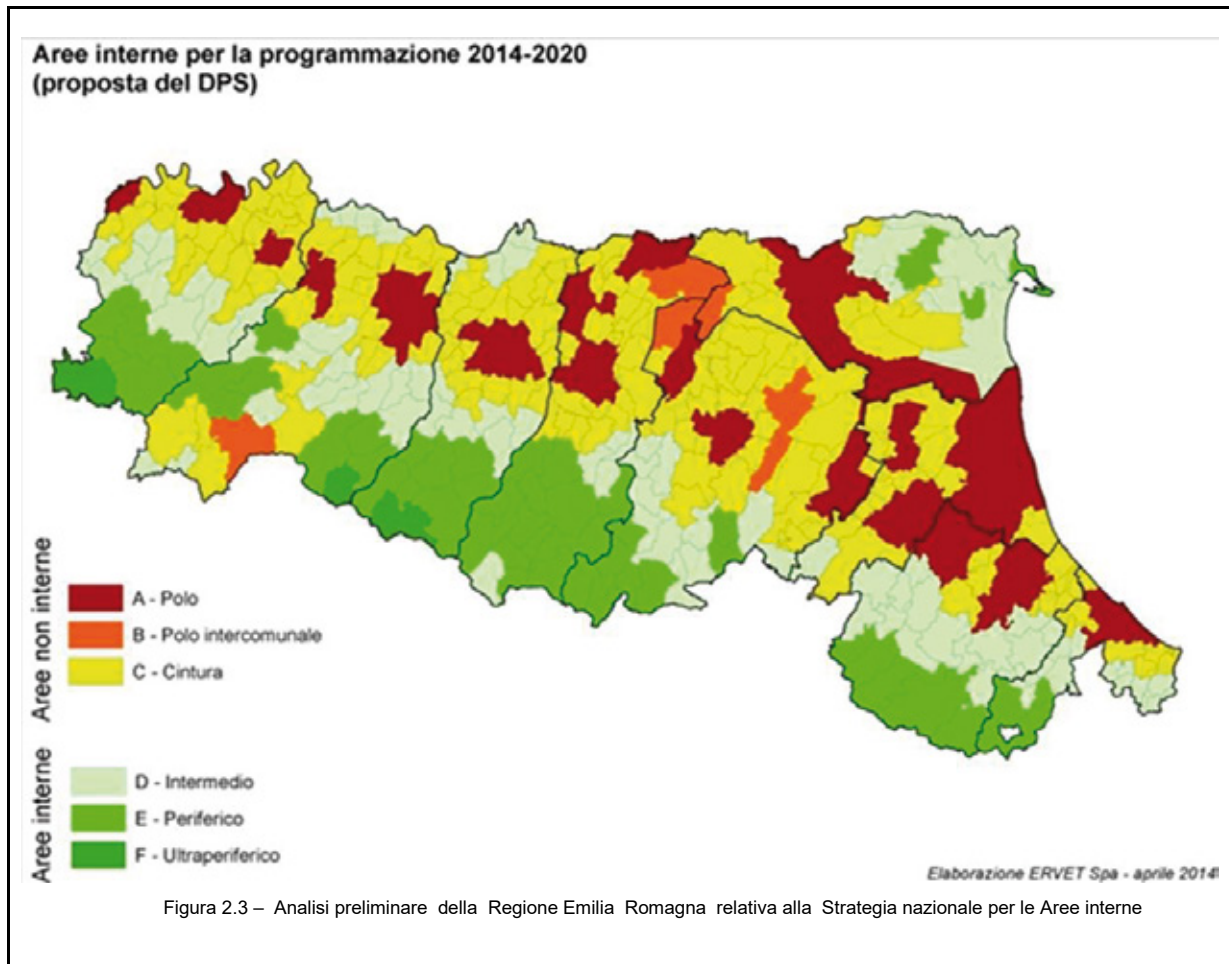 Aree interne per la programmazione 2014-2020
(proposta del DPS)
Aree non interne
A - Polo
B - Polo intercomunale
C - Cintura
Aree interne
D - Intermedio
E - Periferico
F - Ultraperiferico
Elaborazione ERVET Spa - aprile 2014
Figura 2.3 – Analisi preliminare della Regione Emilia Romagna relativa alla Strategia nazionale per le Aree interne